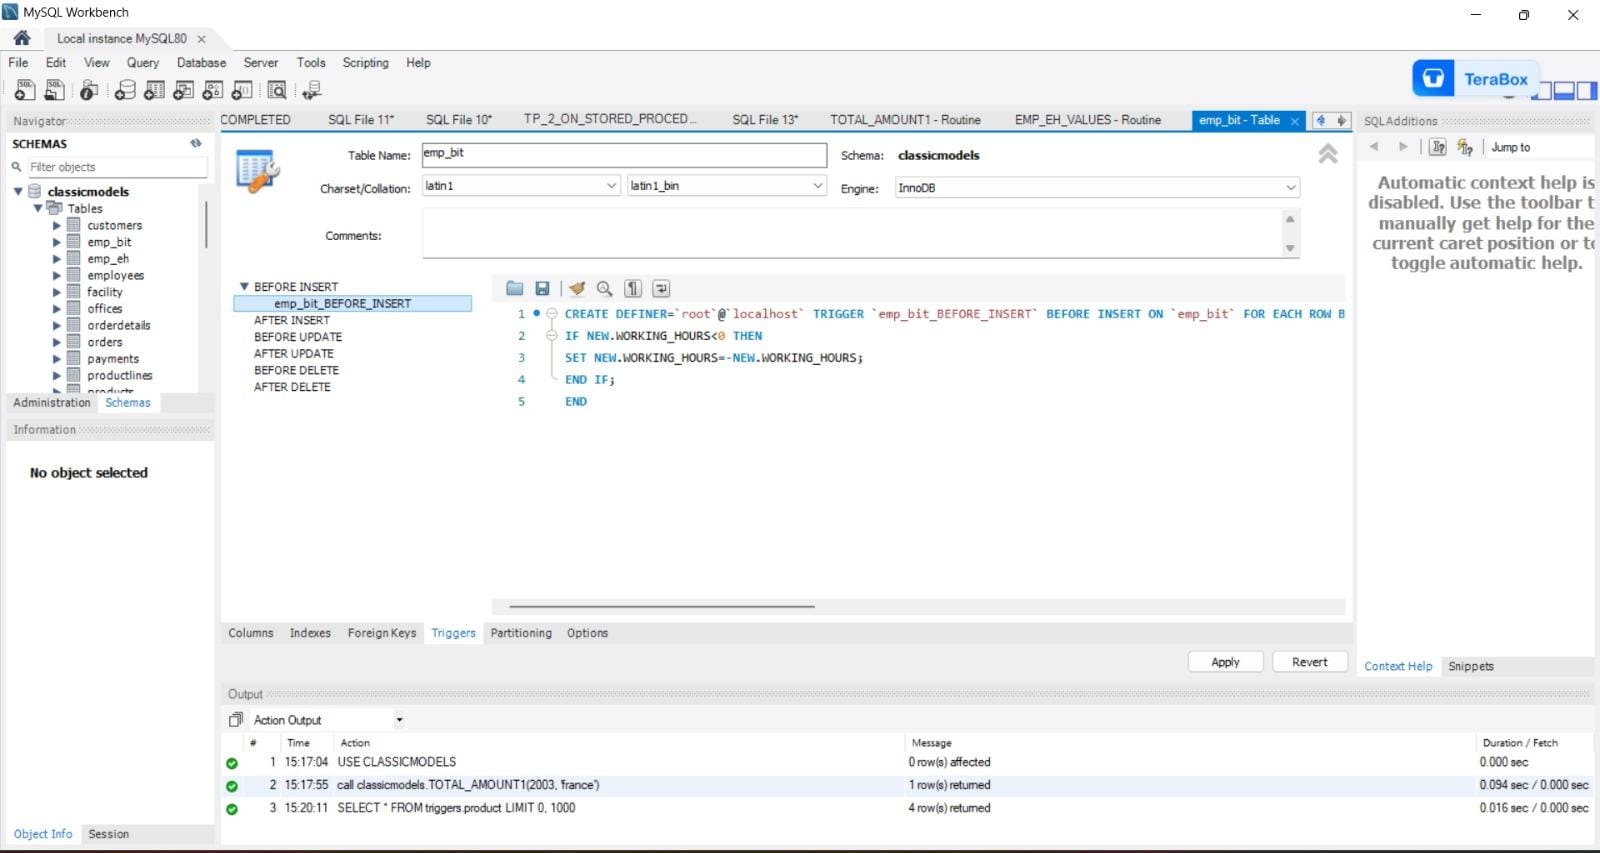 MySQL Workbench
Local instance MySQL80
File Edit View Query Database Server Tools Scripting Help
TeraBox
Navigator
SCHEMAS
Filter objects
classicmodels
Tables
customers
emp_bit
emp_eh
employees
facility
offices
orderdetails
orders
payments
productlines
products
Administration Schemas
Information
No object selected
Object Info Session
COMPLETED SQL File 11* SQL File 10* TP_2_ON_STORED_PROCED... SQL File 13* TOTAL_AMOUNT1 - Routine EMP_EH_VALUES - Routine emp_bit - Table
Table Name: emp_bit Schema: classicmodels
Charset/Collation: latin1 latin1_bin Engine: InnoDB
Comments:
BEFORE INSERT
emp_bit_BEFORE_INSERT
AFTER INSERT
BEFORE UPDATE
AFTER UPDATE
BEFORE DELETE
AFTER DELETE
1 CREATE DEFINER=`root`@`localhost` TRIGGER `emp_bit_BEFORE_INSERT` BEFORE INSERT ON `emp_bit` FOR EACH ROW B
2 IF NEW.WORKING_HOURS<0 THEN
3 SET NEW.WORKING_HOURS=-NEW.WORKING_HOURS;
4 END IF;
5 END
Columns Indexes Foreign Keys Triggers Partitioning Options
Apply Revert
SQLAdditions
Jump to
Automatic context help is
disabled. Use the toolbar t
manually get help for the
current caret position or to
toggle automatic help.
Context Help Snippets
Output
Action Output
# Time Action Message Duration / Fetch
1 15:17:04 USE CLASSICMODELS 0 row(s) affected 0.000 sec
2 15:17:55 call classicmodels.TOTAL_AMOUNT1(2003, 'france') 1 row(s) returned 0.094 sec / 0.000 sec
3 15:20:11 SELECT * FROM triggers.product LIMIT 0, 1000 4 row(s) returned 0.016 sec / 0.000 sec